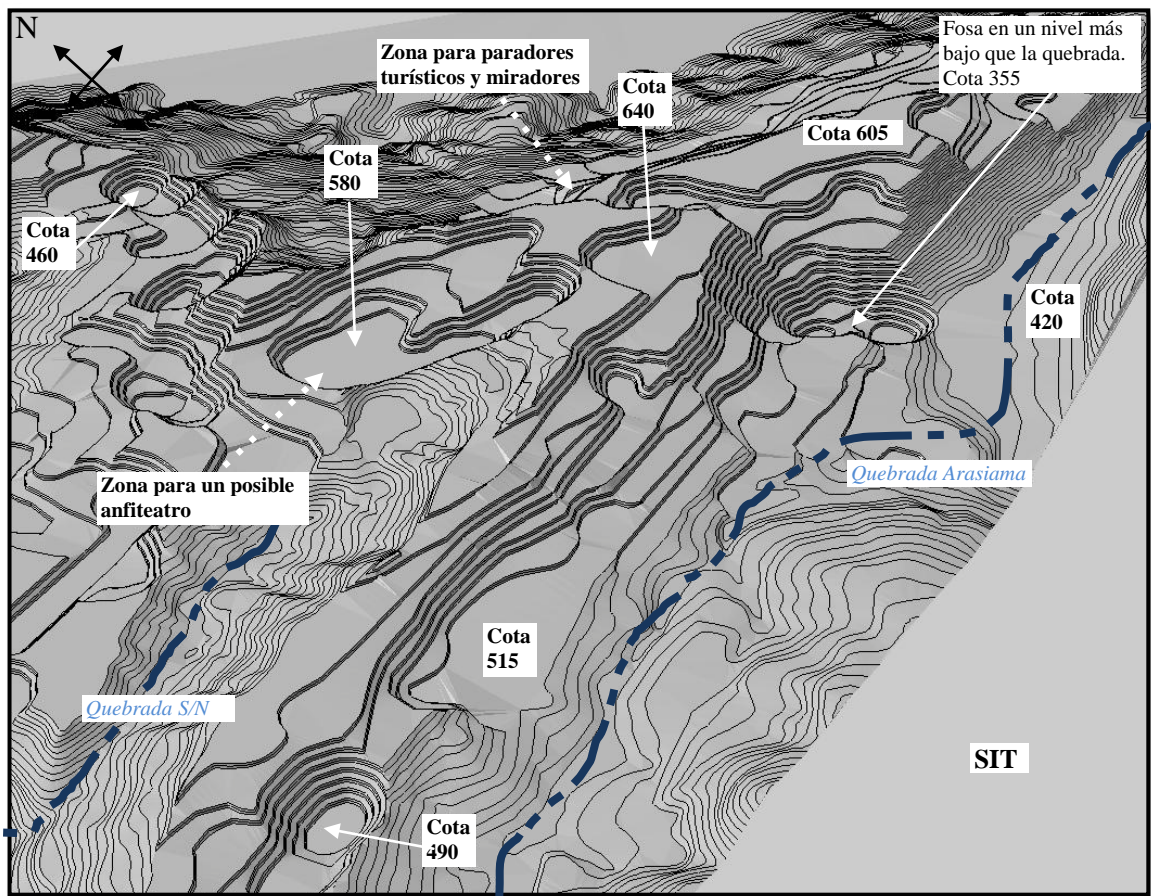 N
Zona para paradores
turísticos y miradores
Fosa en un nivel más
bajo que la quebrada.
Cota 355
Cota
640
Cota 605
Cota
580
Cota
460
Cota
420
Quebrada Arasiama
Zona para un posible
anfiteatro
Cota
515
Quebrada S/N
SIT
Cota
490